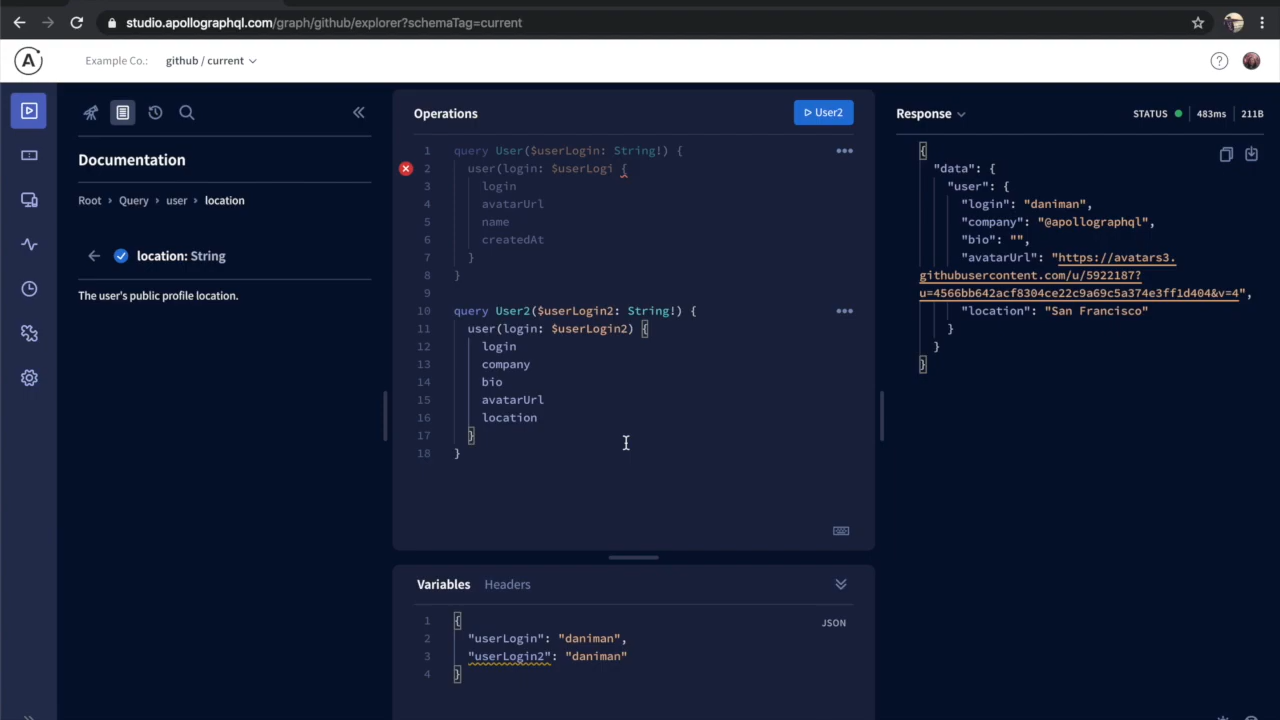 studio.apollographql.com/graph/github/explorer?schemaTag=current
A
Example Co.: github / current
?
Documentation
Root > Query > user > location
location: String
The user's public profile location.
Operations
User2
1 query User($userLogin: String!) {
2 user(login: $userLogi {
3 login
4 avatarUrl
5 name
6 createdAt
7 }
8 }
9
10 query User2($userLogin2: String!) {
11 user(login: $userLogin2) {
12 login
13 company
14 bio
15 avatarUrl
16 location
17 }
18 }
Variables Headers
JSON
1 {
2 "userLogin": "daniman",
3 "userLogin2": "daniman"
4 }
Response
STATUS 483ms 211B
{
"data": {
"user": {
"login": "daniman",
"company": "@apollographql",
"bio": "",
"avatarUrl": "https://avatars3.
githubusercontent.com/u/5922187?
u=4566bb642acf8304ce22c9a69c5a374e3ff1d404&v=4",
"location": "San Francisco"
}
}
}